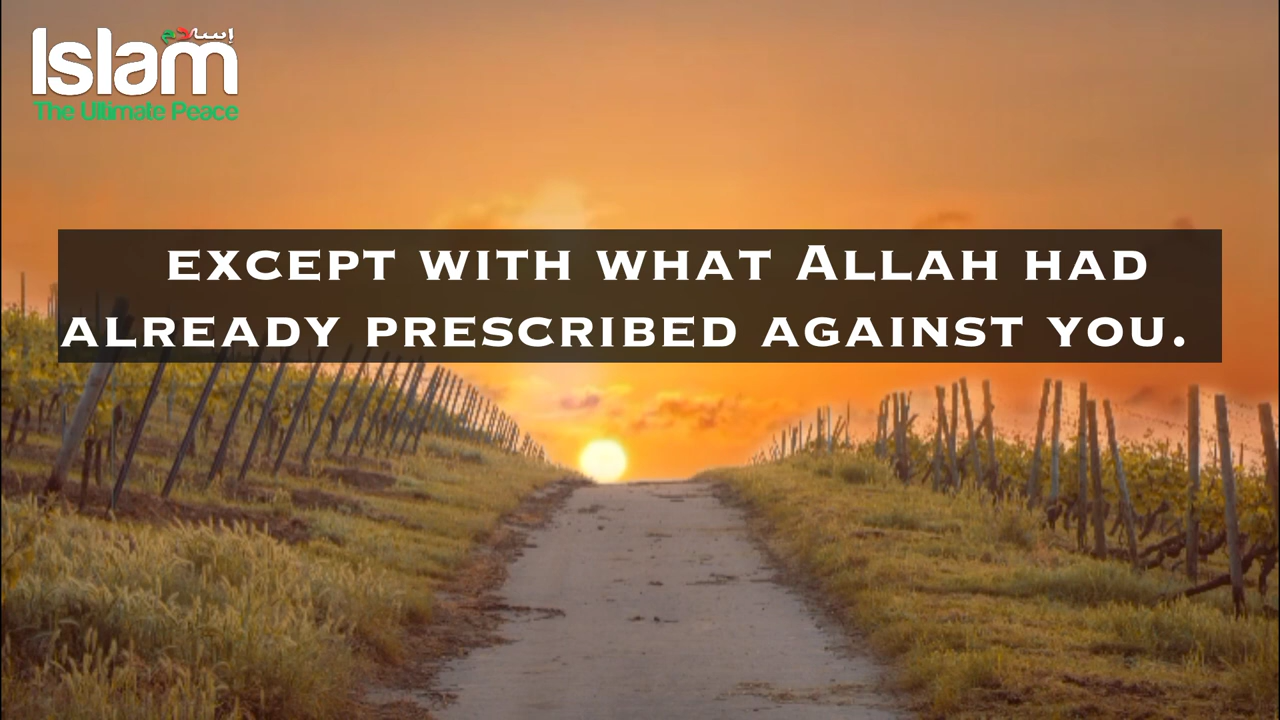 إسلام
Islam
The Ultimate Peace
EXCEPT WITH WHAT ALLAH HAD
ALREADY PRESCRIBED AGAINST YOU.